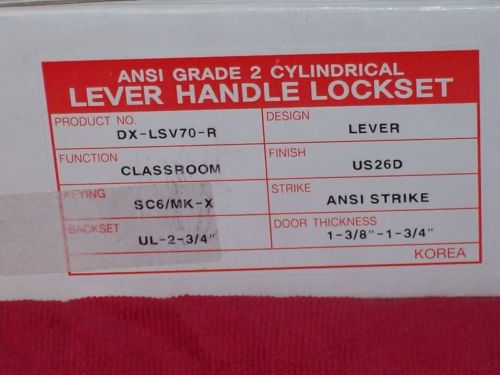 ANSI GRADE 2 CYLINDRICAL
LEVER HANDLE LOCKSET
PRODUCT NO.
DX-LSV70-R
DESIGN
LEVER
FUNCTION
CLASSROOM
FINISH
US26D
KEYING
SC6/MK-X
STRIKE
ANSI STRIKE
BACKSET
UL-2-3/4"
DOOR THICKNESS
1-3/8"-1-3/4"
KOREA